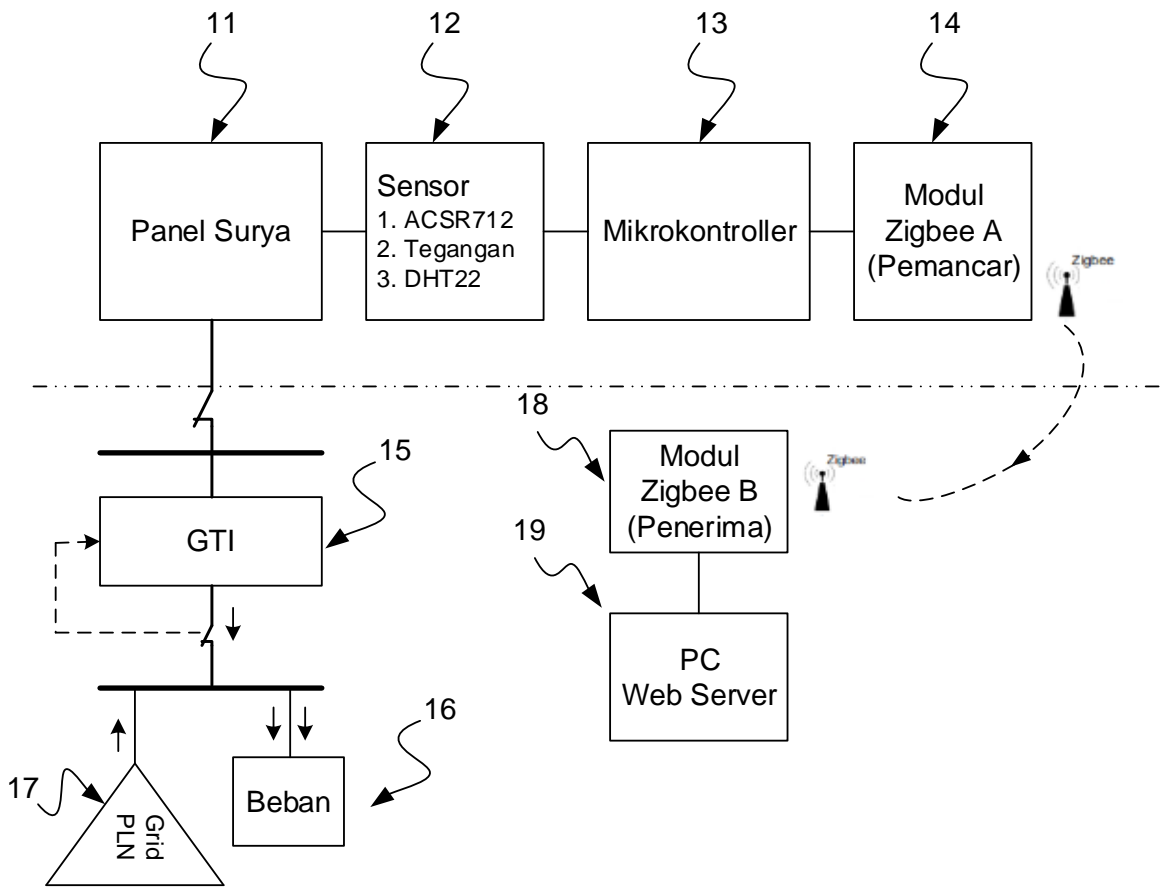 11
12
13
14
Panel Surya
Sensor
1. ACSR712
2. Tegangan
3. DHT22
Mikrokontroller
Modul
Zigbee A
(Pemancar)
Zigbee
18
Modul
Zigbee B
(Penerima)
Zigbee
15
GTI
19
PC
Web Server
16
Beban
17
Grid
PLN